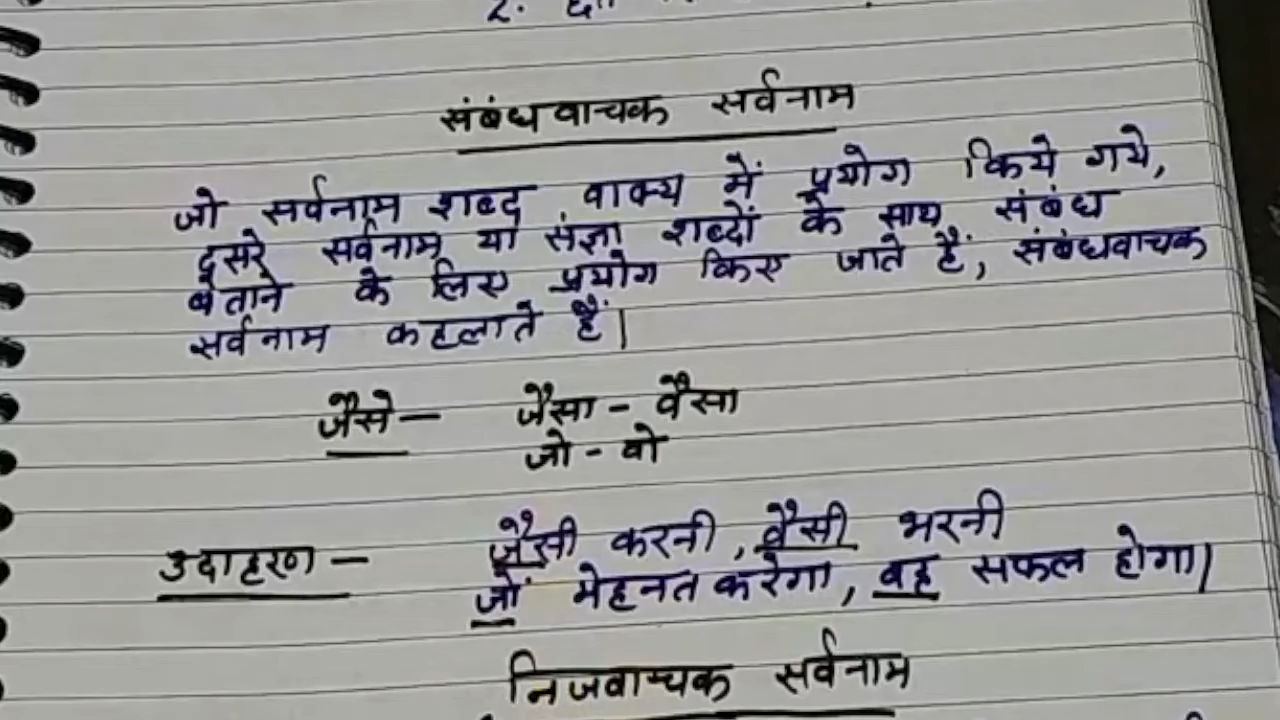 2.
संबंधवाचक सर्वनाम
जो सर्वनाम शब्द वाक्य में प्रयोग किये गये,
दुसरे सर्वनाम या संज्ञा शब्दों के साथ संबंध
बताने के लिए प्रयोग किए जाते हैं, संबंधवाचक
सर्वनाम कहलाते हैं|
जैसे- जैसा - वैसा
जो - वो
उदाहरण - जैसी करनी, वैसी भरनी
जो मेहनत करेगा, वह सफल होगा|
निजवाचक सर्वनाम